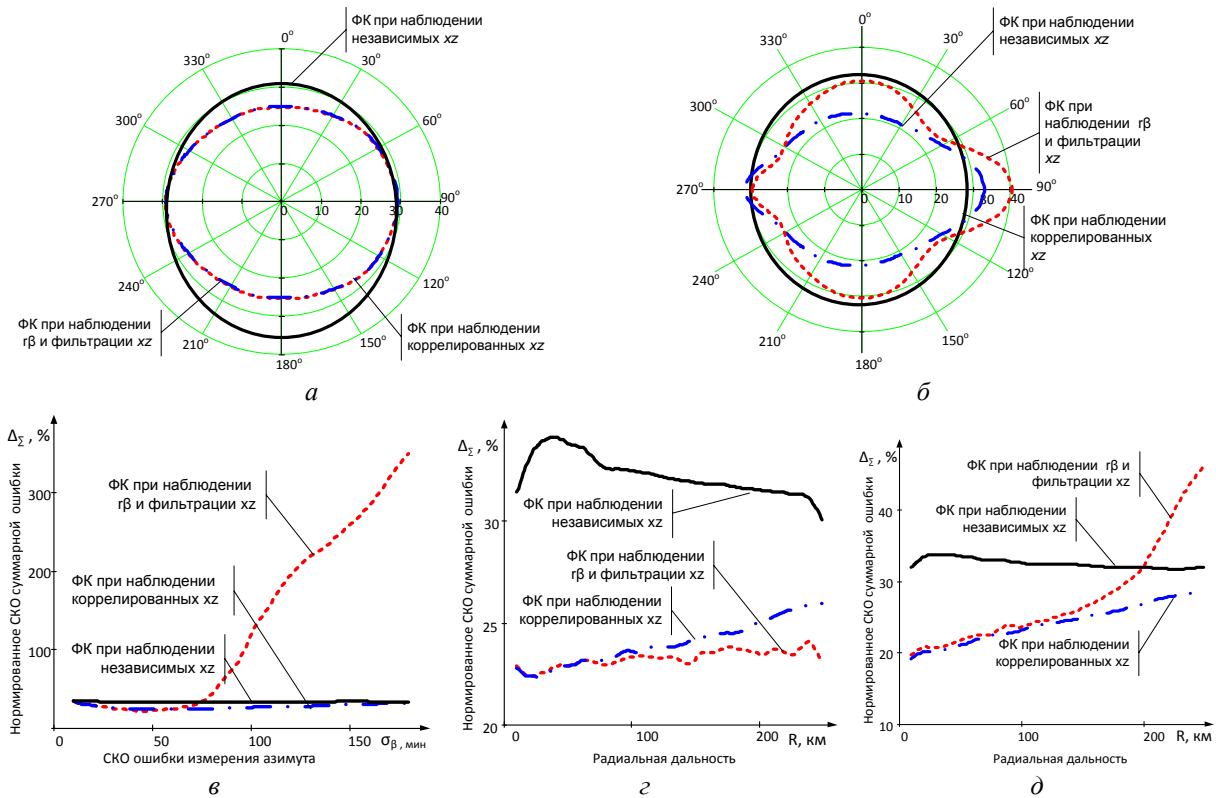 ФК при наблюдении
независимых xz
0°
30°
60°
90°
120°
150°
180°
210°
240°
270°
300°
330°
0 10 20 30 40
ФК при наблюдении
rβ и фильтрации xz
ФК при наблюдении
коррелированных xz
а
ФК при наблюдении
независимых xz
0°
30°
60°
90°
120°
150°
180°
210°
240°
270°
300°
330°
0 10 20 30 40
ФК при
наблюдении rβ
и фильтрации
xz
ФК при наблюдении
коррелированных
xz
б
Δ_Σ , %
Нормированное СКО суммарной ошибки
300
200
100
0 50 100 150
σ_β , мин
СКО ошибки измерения азимута
ФК при наблюдении
rβ и фильтрации xz
ФК при наблюдении
коррелированных xz
ФК при наблюдении
независимых xz
в
Δ_Σ , %
Нормированное СКО суммарной ошибки
30
25
20
0 100 200
R, км
Радиальная дальность
ФК при наблюдении
независимых xz
ФК при наблюдении
rβ и фильтрации xz
ФК при наблюдении
коррелированных xz
г
Δ_Σ , %
Нормированное СКО суммарной ошибки
40
30
20
10
0 100 200
R, км
Радиальная дальность
ФК при наблюдении rβ и
фильтрации xz
ФК при наблюдении
независимых xz
ФК при наблюдении
коррелированных xz
д